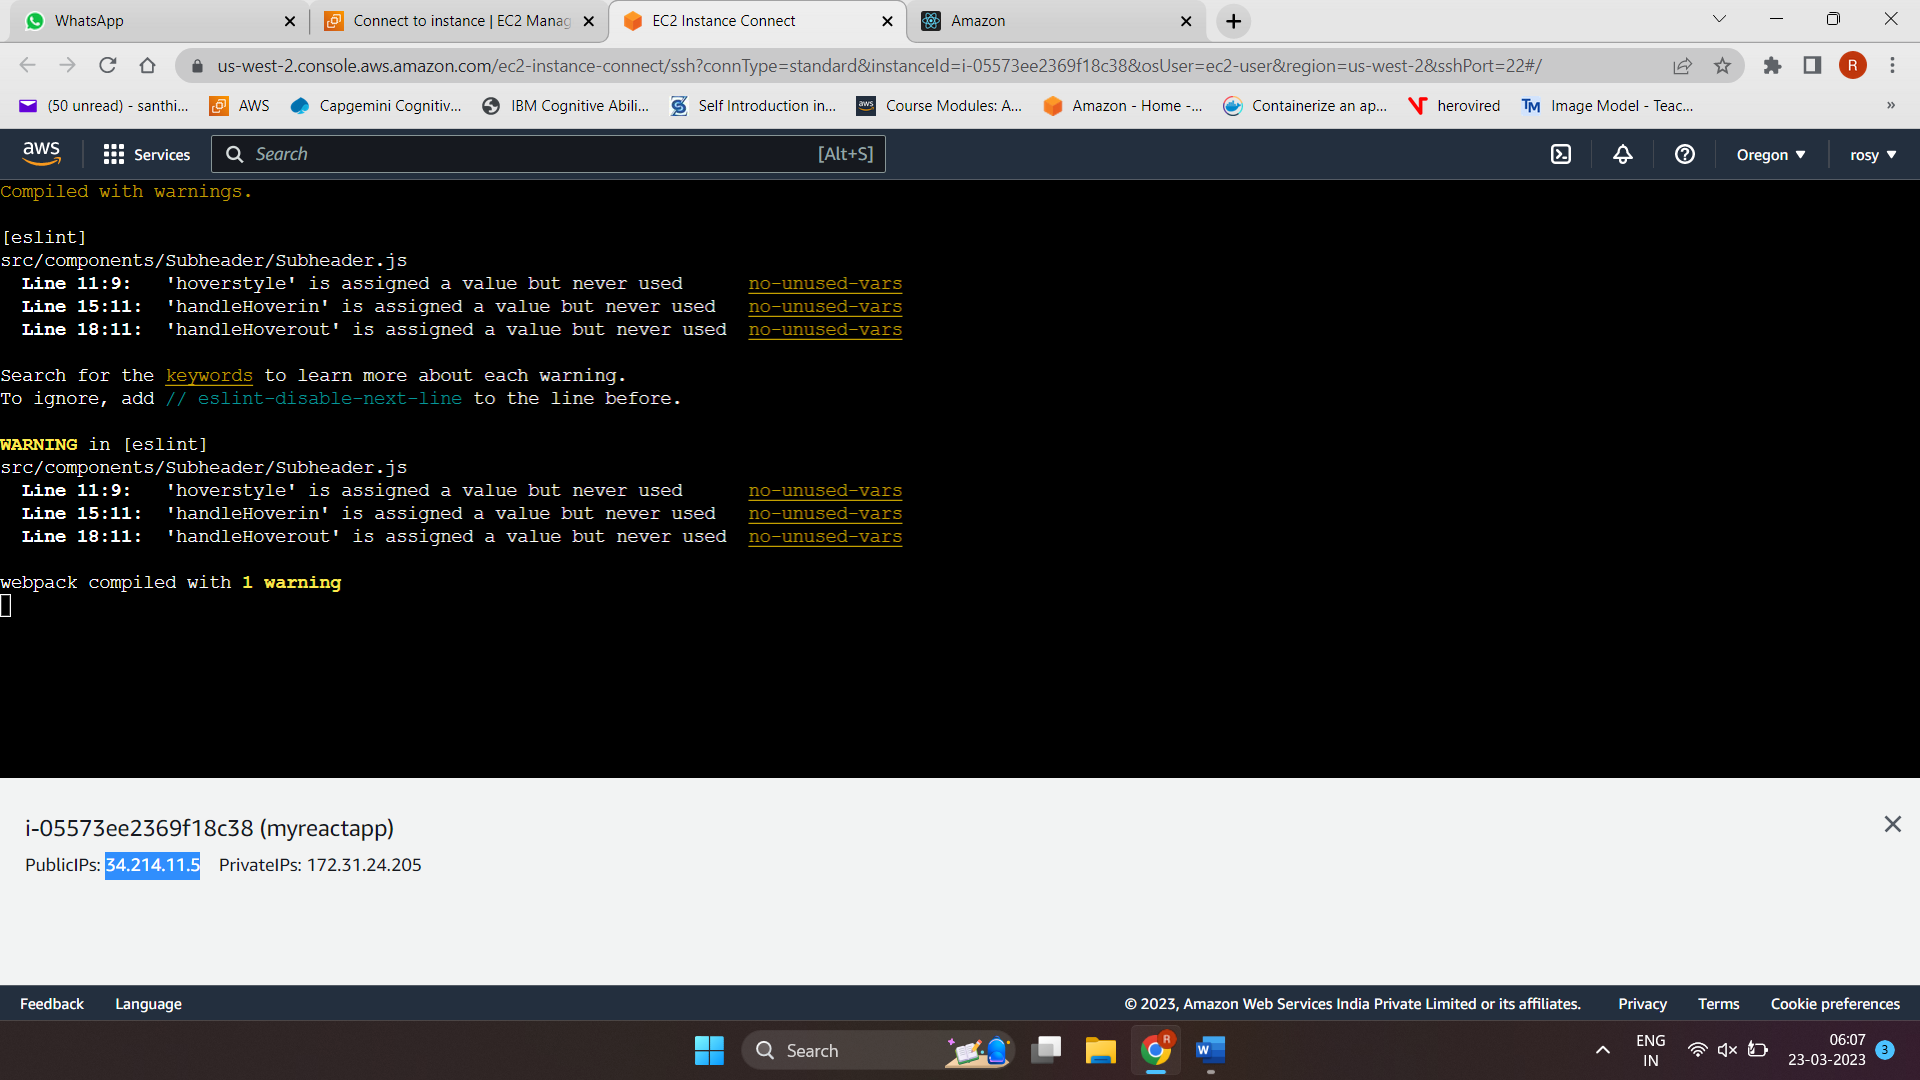 WhatsApp
Connect to instance | EC2 Manag
EC2 Instance Connect
Amazon
us-west-2.console.aws.amazon.com/ec2-instance-connect/ssh?connType=standard&instanceId=i-05573ee2369f18c38&osUser=ec2-user&region=us-west-2&sshPort=22#/
R
(50 unread) - santhi...
AWS
Capgemini Cognitiv...
IBM Cognitive Abili...
Self Introduction in...
aws
Course Modules: A...
Amazon - Home -...
Containerize an ap...
herovired
TM
Image Model - Teac...
»
aws
Services
Search
[Alt+S]
Oregon
rosy
Compiled with warnings.
[eslint]
src/components/Subheader/Subheader.js
Line 11:9: 'hoverstyle' is assigned a value but never used no-unused-vars
Line 15:11: 'handleHoverin' is assigned a value but never used no-unused-vars
Line 18:11: 'handleHoverout' is assigned a value but never used no-unused-vars
Search for the keywords to learn more about each warning.
To ignore, add // eslint-disable-next-line to the line before.
WARNING in [eslint]
src/components/Subheader/Subheader.js
Line 11:9: 'hoverstyle' is assigned a value but never used no-unused-vars
Line 15:11: 'handleHoverin' is assigned a value but never used no-unused-vars
Line 18:11: 'handleHoverout' is assigned a value but never used no-unused-vars
webpack compiled with 1 warning
i-05573ee2369f18c38 (myreactapp)
PublicIPs: 34.214.11.5 PrivateIPs: 172.31.24.205
Feedback
Language
© 2023, Amazon Web Services India Private Limited or its affiliates.
Privacy
Terms
Cookie preferences
Search
R
W
ENG
IN
06:07
23-03-2023
3